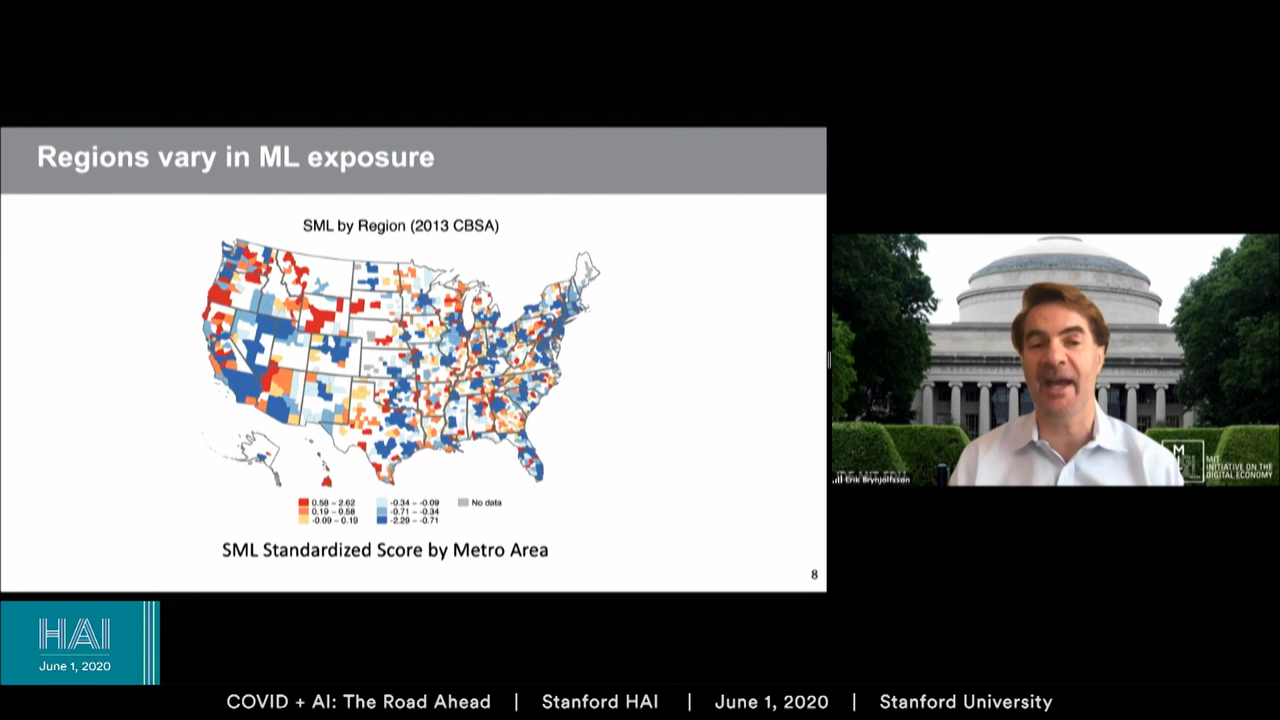 Regions vary in ML exposure
SML by Region (2013 CBSA)
0.58 – 2.62
0.19 – 0.58
-0.09 – 0.19
-0.34 – -0.09
-0.71 – -0.34
-2.29 – -0.71
No data
SML Standardized Score by Metro Area
8
Erik Brynjolfsson
MIT
INITIATIVE ON THE
DIGITAL ECONOMY
HAI
June 1, 2020
COVID + AI: The Road Ahead | Stanford HAI | June 1, 2020 | Stanford University